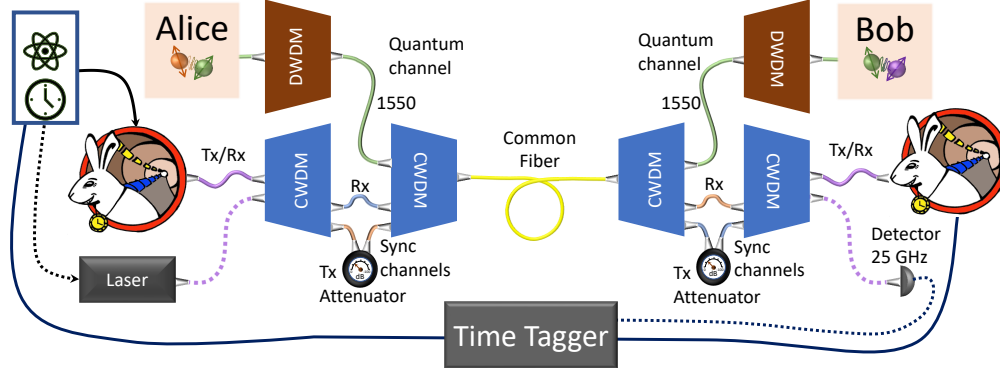 Alice
DWDM
Quantum
channel
1550
Quantum
channel
1550
DWDM
Bob
Tx/Rx
CWDM
Rx
CWDM
Common
Fiber
CWDM
Rx
CWDM
Tx/Rx
Laser
Tx
dB
Sync
channels
Attenuator
Tx
dB
Sync
channels
Attenuator
Detector
25 GHz
Time Tagger